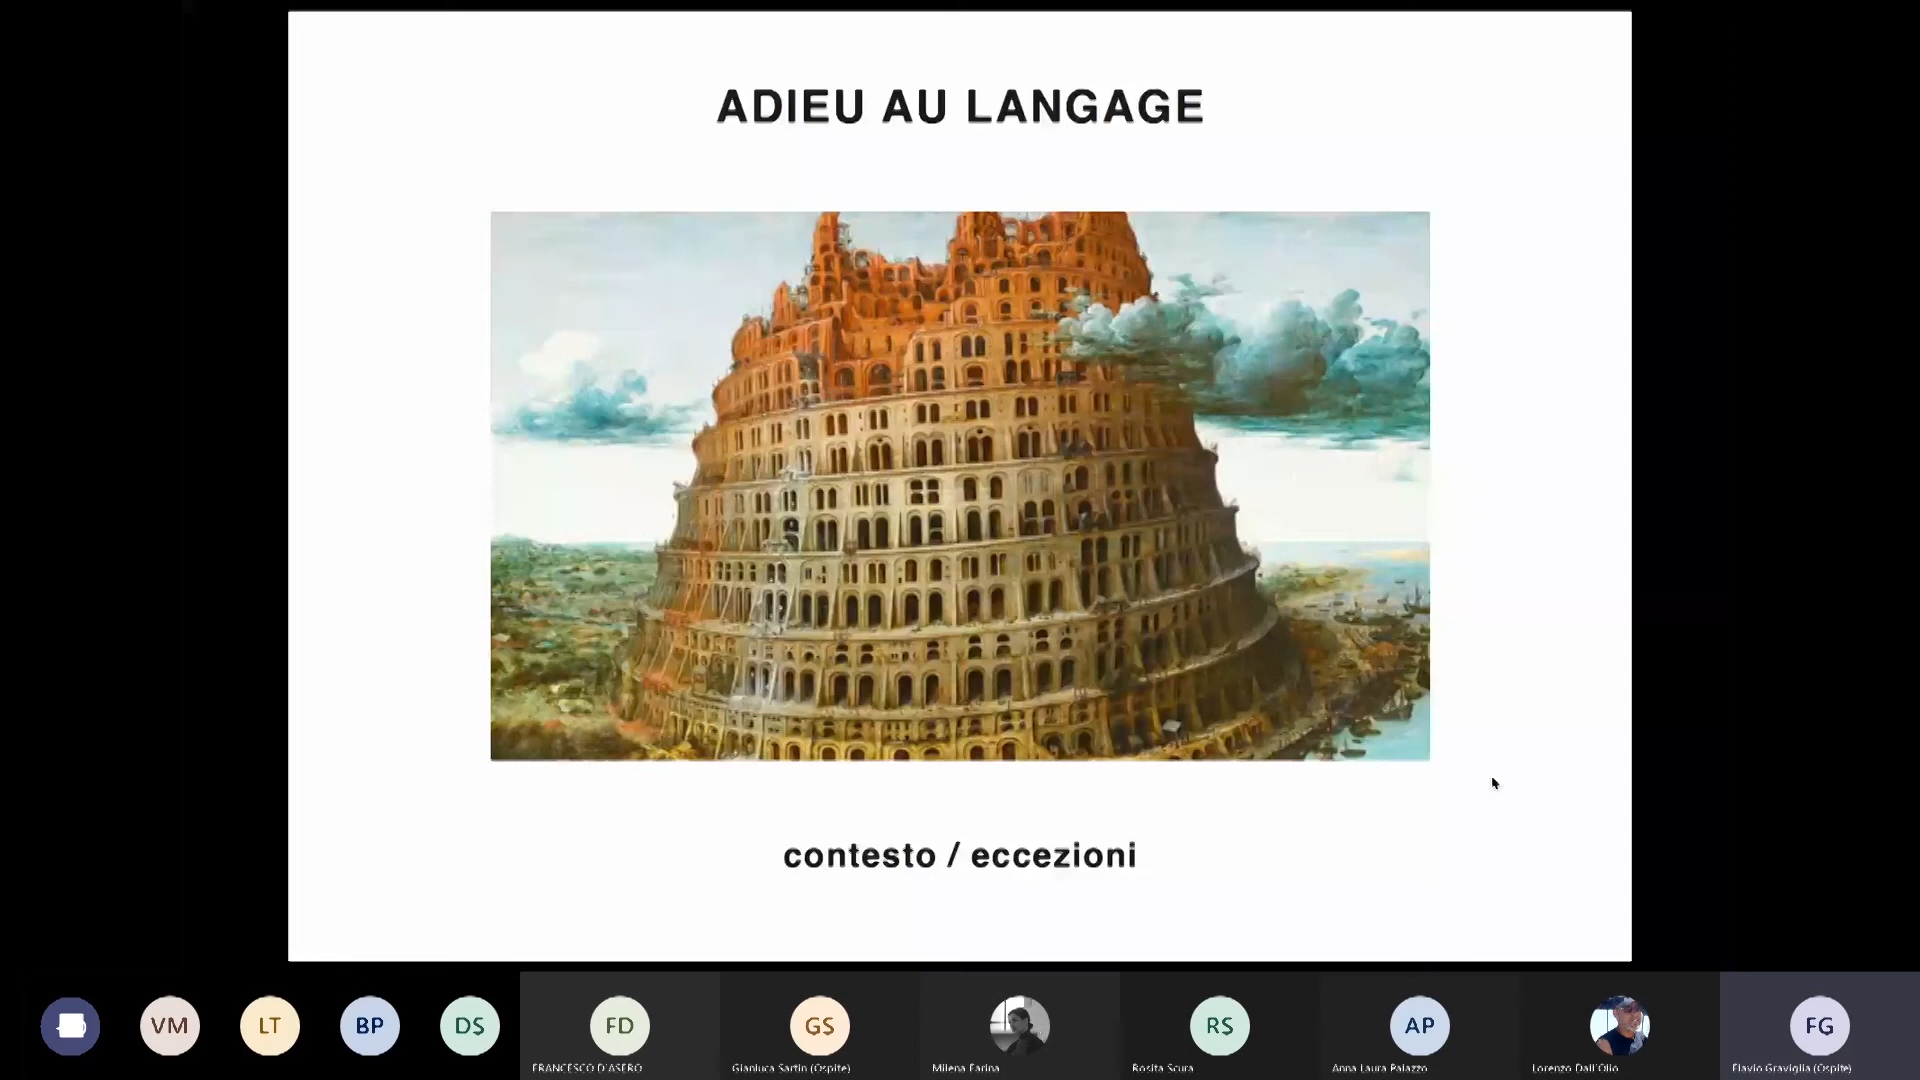 ADIEU AU LANGAGE
contesto / eccezioni
VM
LT
BP
DS
FD
GS
RS
AP
FG
FRANCESCO D'ASERO
Gianluca Sartin (Ospite)
Milena Farina
Rosita Scura
Anna Laura Palazzo
Lorenzo Dall'Olio
Flavio Graviglia (Ospite)